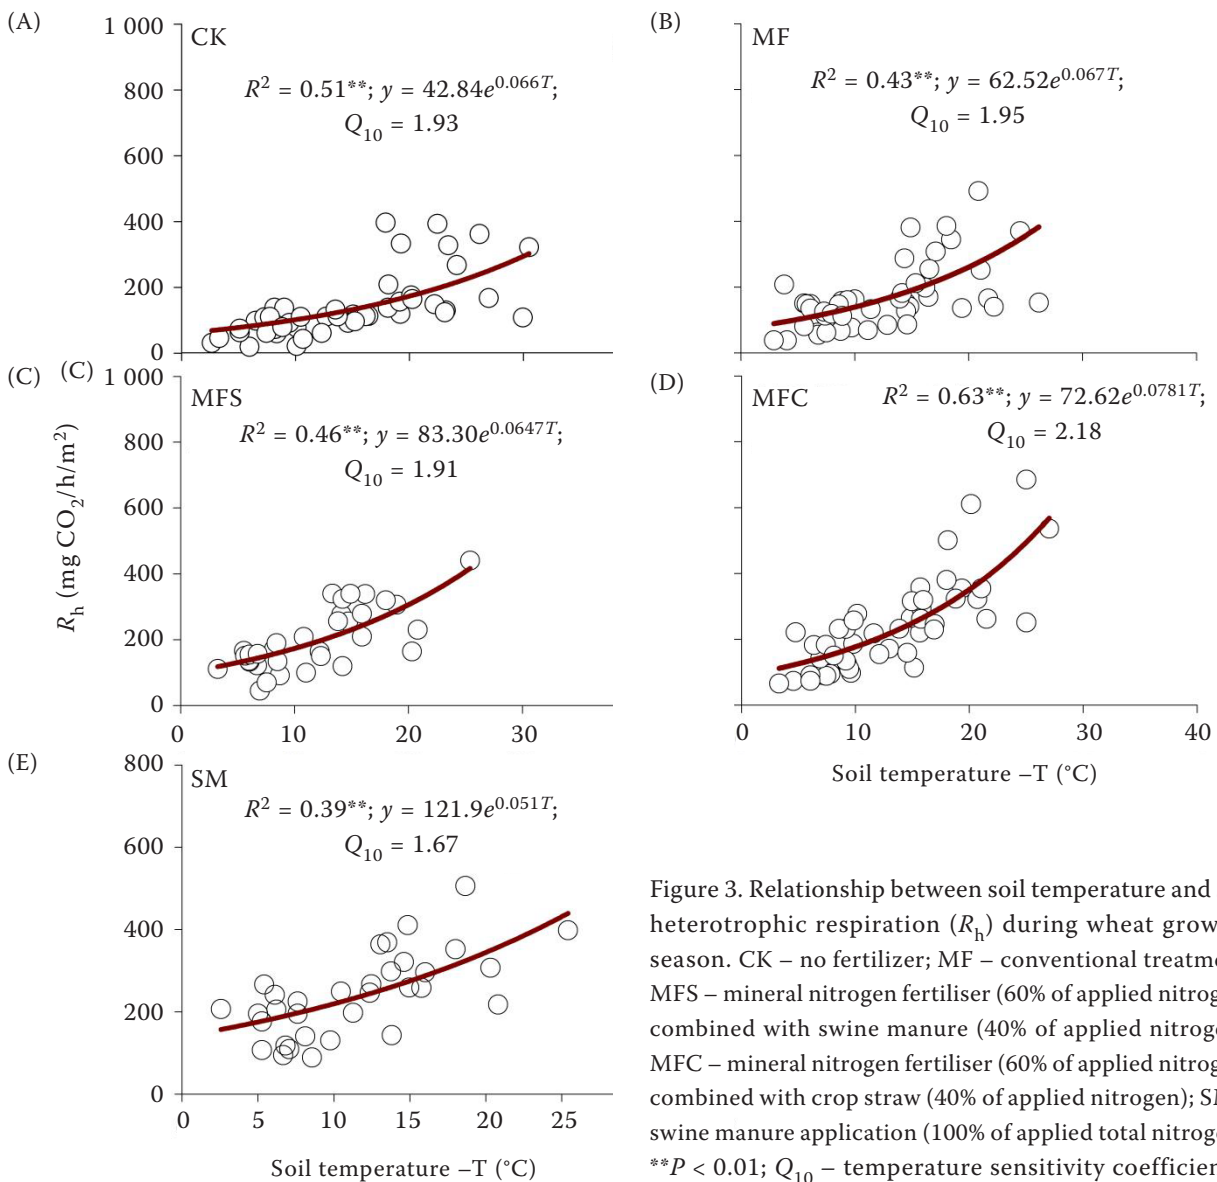 (A)
1 000
800
600
400
200
0
CK
R² = 0.51**; y = 42.84e^0.066T;
Q₁₀ = 1.93
(B)
MF
R² = 0.43**; y = 62.52e^0.067T;
Q₁₀ = 1.95
(C)
(C)
1 000
800
600
400
200
0
MFS
R² = 0.46**; y = 83.30e^0.0647T;
Q₁₀ = 1.91
0 10 20 30
Rₕ (mg CO₂/h/m²)
(D)
MFC
R² = 0.63**; y = 72.62e^0.0781T;
Q₁₀ = 2.18
0 10 20 30 40
Soil temperature –T (°C)
(E)
800
600
400
200
0
SM
R² = 0.39**; y = 121.9e^0.051T;
Q₁₀ = 1.67
0 5 10 15 20 25
Soil temperature –T (°C)
Figure 3. Relationship between soil temperature and
heterotrophic respiration (Rₕ) during wheat grow
season. CK – no fertilizer; MF – conventional treatme
MFS – mineral nitrogen fertiliser (60% of applied nitrog
combined with swine manure (40% of applied nitroge
MFC – mineral nitrogen fertiliser (60% of applied nitrog
combined with crop straw (40% of applied nitrogen); SM
swine manure application (100% of applied total nitroge
**P < 0.01; Q₁₀ – temperature sensitivity coefficien